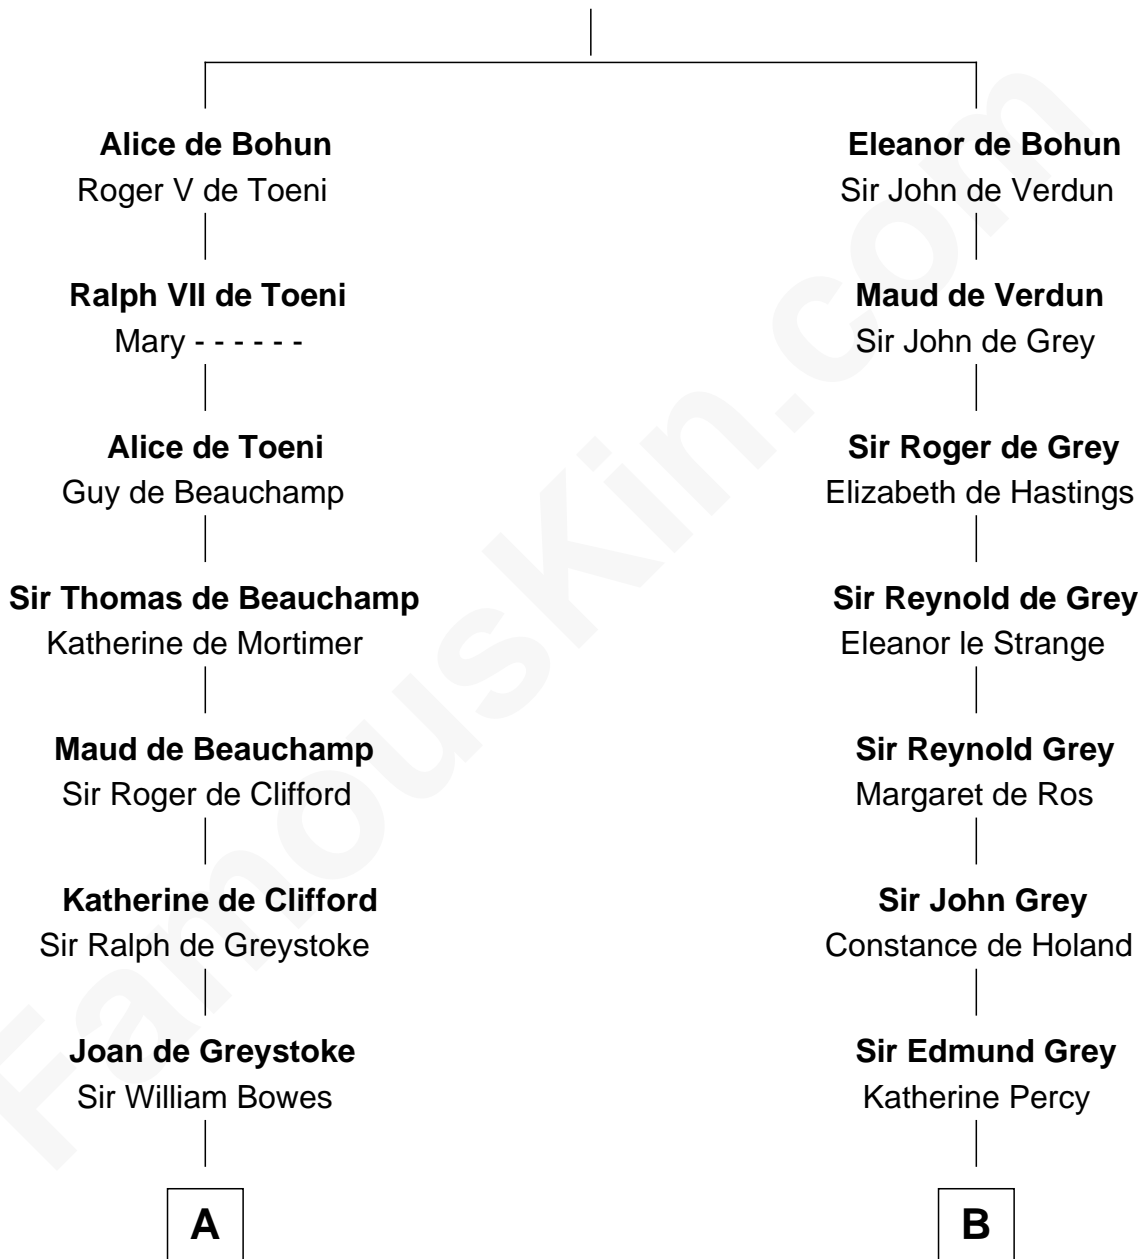 Alice de Bohun
Roger V de Toeni
Ralph VII de Toeni
Mary - - - - - -
Alice de Toeni
Guy de Beauchamp
Sir Thomas de Beauchamp
Katherine de Mortimer
Maud de Beauchamp
Sir Roger de Clifford
Katherine de Clifford
Sir Ralph de Greystoke
Joan de Greystoke
Sir William Bowes
A
Eleanor de Bohun
Sir John de Verdun
Maud de Verdun
Sir John de Grey
Sir Roger de Grey
Elizabeth de Hastings
Sir Reynold de Grey
Eleanor le Strange
Sir Reynold Grey
Margaret de Ros
Sir John Grey
Constance de Holand
Sir Edmund Grey
Katherine Percy
B
FamousKin.com